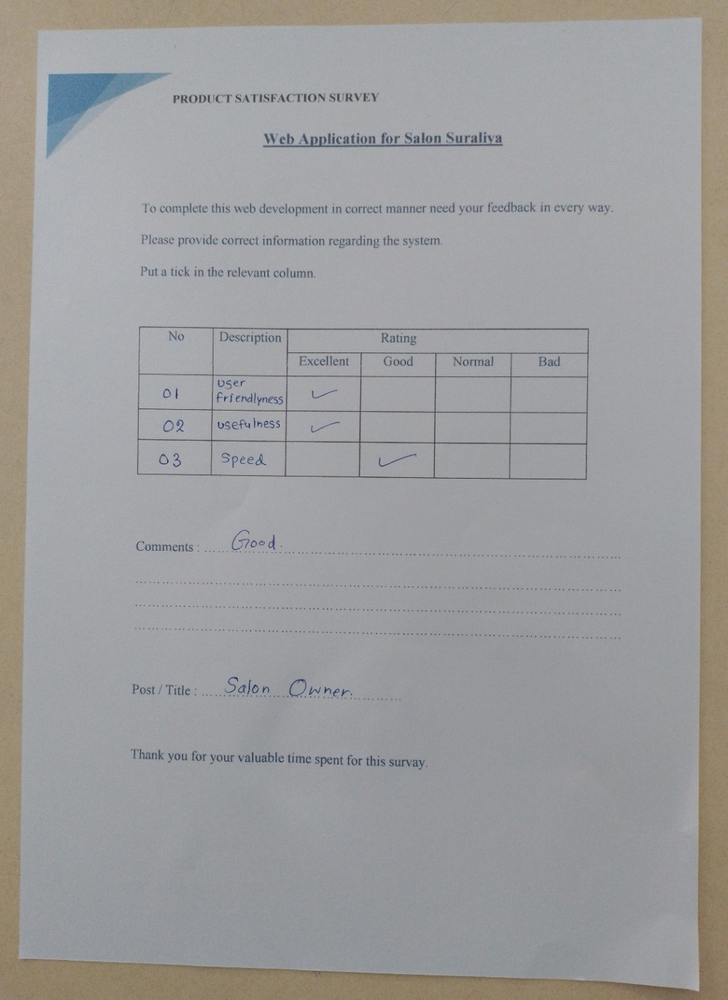 PRODUCT SATISFACTION SURVEY
Web Application for Salon Suraliya
To complete this web development in correct manner need your feedback in every way.
Please provide correct information regarding the system.
Put a tick in the relevant column.
No Description Rating
Excellent Good Normal Bad
01 user friendlyness ✓
02 usefulness ✓
03 Speed ✓
Comments : Good.
Post / Title : Salon Owner.
Thank you for your valuable time spent for this survay.